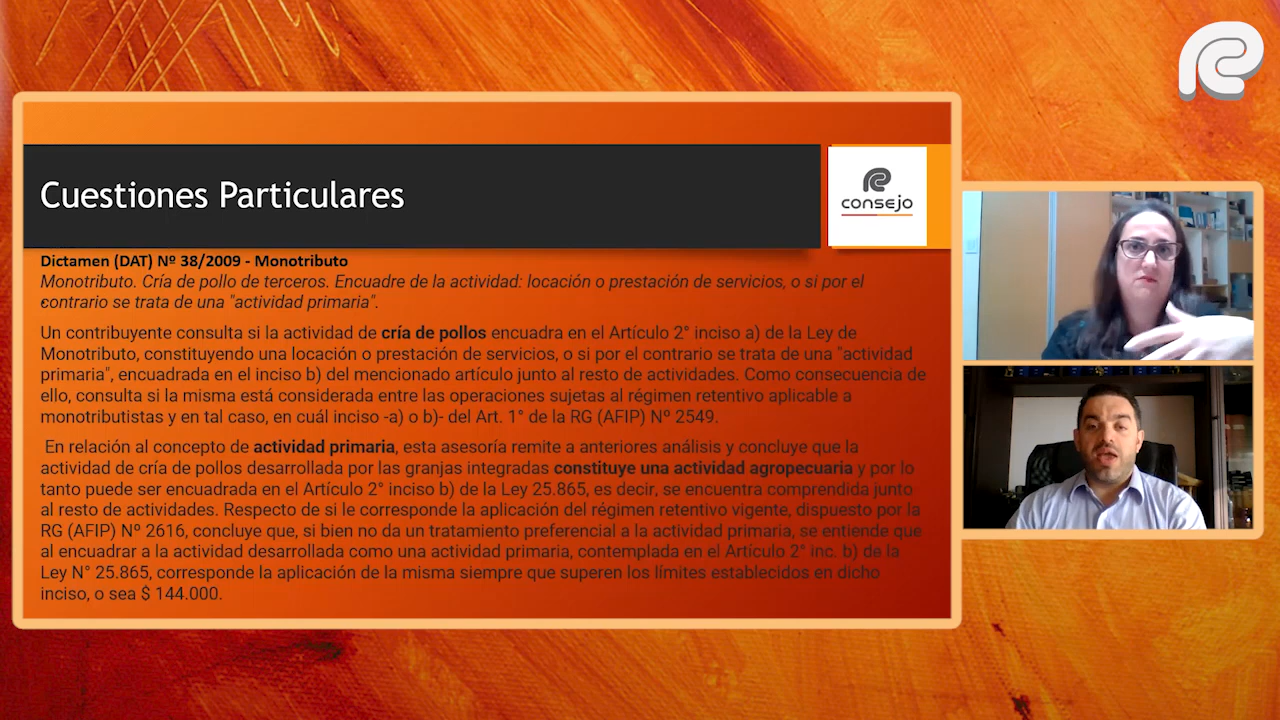 Cuestiones Particulares
consejo
Dictamen (DAT) Nº 38/2009 - Monotributo
Monotributo. Cría de pollo de terceros. Encuadre de la actividad: locación o prestación de servicios, o si por el
contrario se trata de una "actividad primaria".
Un contribuyente consulta si la actividad de cría de pollos encuadra en el Artículo 2° inciso a) de la Ley de
Monotributo, constituyendo una locación o prestación de servicios, o si por el contrario se trata de una "actividad
primaria", encuadrada en el inciso b) del mencionado artículo junto al resto de actividades. Como consecuencia de
ello, consulta si la misma está considerada entre las operaciones sujetas al régimen retentivo aplicable a
monotributistas y en tal caso, en cuál inciso -a) o b)- del Art. 1° de la RG (AFIP) Nº 2549.
En relación al concepto de actividad primaria, esta asesoría remite a anteriores análisis y concluye que la
actividad de cría de pollos desarrollada por las granjas integradas constituye una actividad agropecuaria y por lo
tanto puede ser encuadrada en el Artículo 2° inciso b) de la Ley 25.865, es decir, se encuentra comprendida junto
al resto de actividades. Respecto de si le corresponde la aplicación del régimen retentivo vigente, dispuesto por la
RG (AFIP) Nº 2616, concluye que, si bien no da un tratamiento preferencial a la actividad primaria, se entiende que
al encuadrar a la actividad desarrollada como una actividad primaria, contemplada en el Artículo 2° inc. b) de la
Ley N° 25.865, corresponde la aplicación de la misma siempre que superen los límites establecidos en dicho
inciso, o sea $ 144.000.